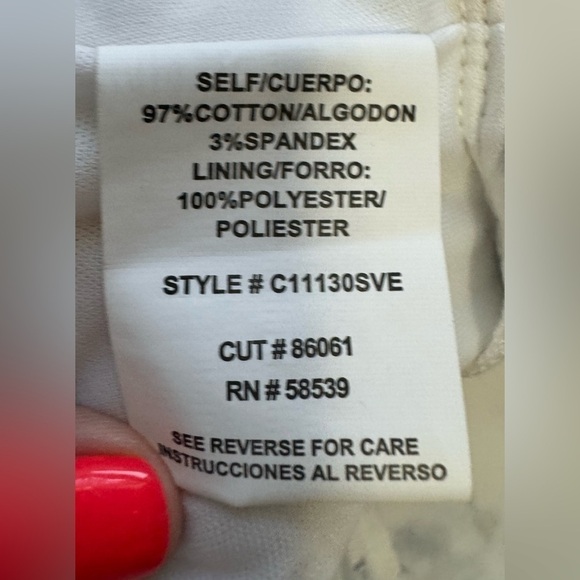 SELF/CUERPO:
97%COTTON/ALGODON
3%SPANDEX
LINING/FORRO:
100%POLYESTER/
POLIESTER
STYLE # C11130SVE
CUT # 86061
RN # 58539
SEE REVERSE FOR CARE
INSTRUCCIONES AL REVERSO